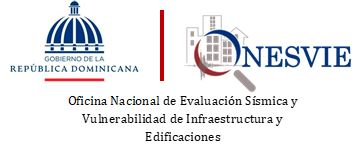 GOBIERNO DE LA
REPÚBLICA DOMINICANA
ONESVIE
Oficina Nacional de Evaluación Sísmica y
Vulnerabilidad de Infraestructura y
Edificaciones